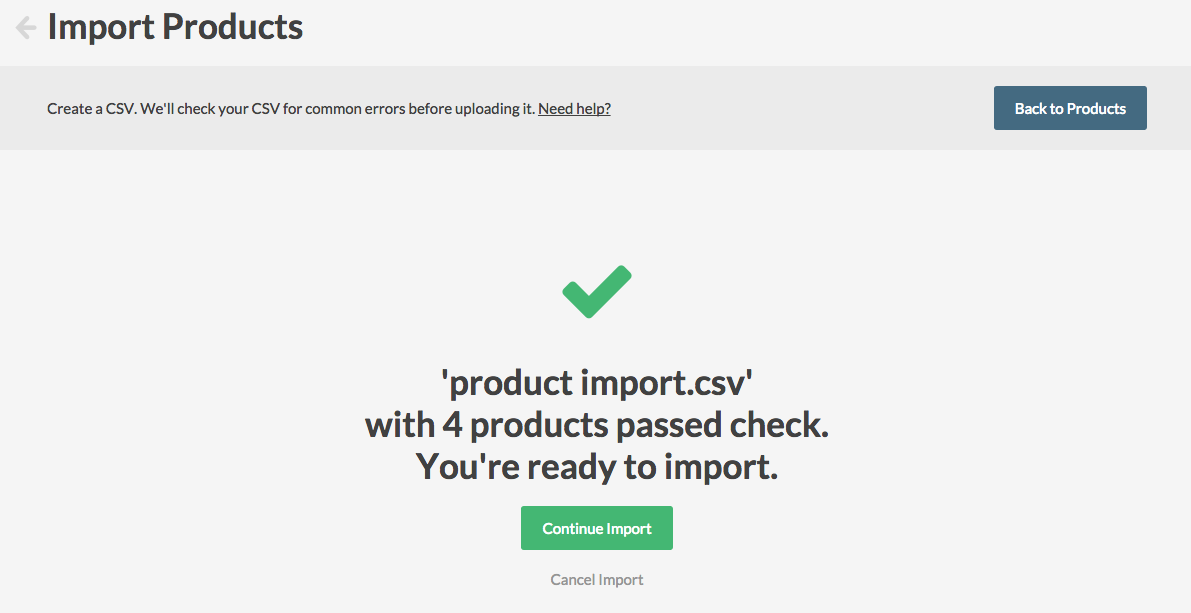 Import Products
Create a CSV. We'll check your CSV for common errors before uploading it. Need help?
Back to Products
'product import.csv'
with 4 products passed check.
You're ready to import.
Continue Import
Cancel Import